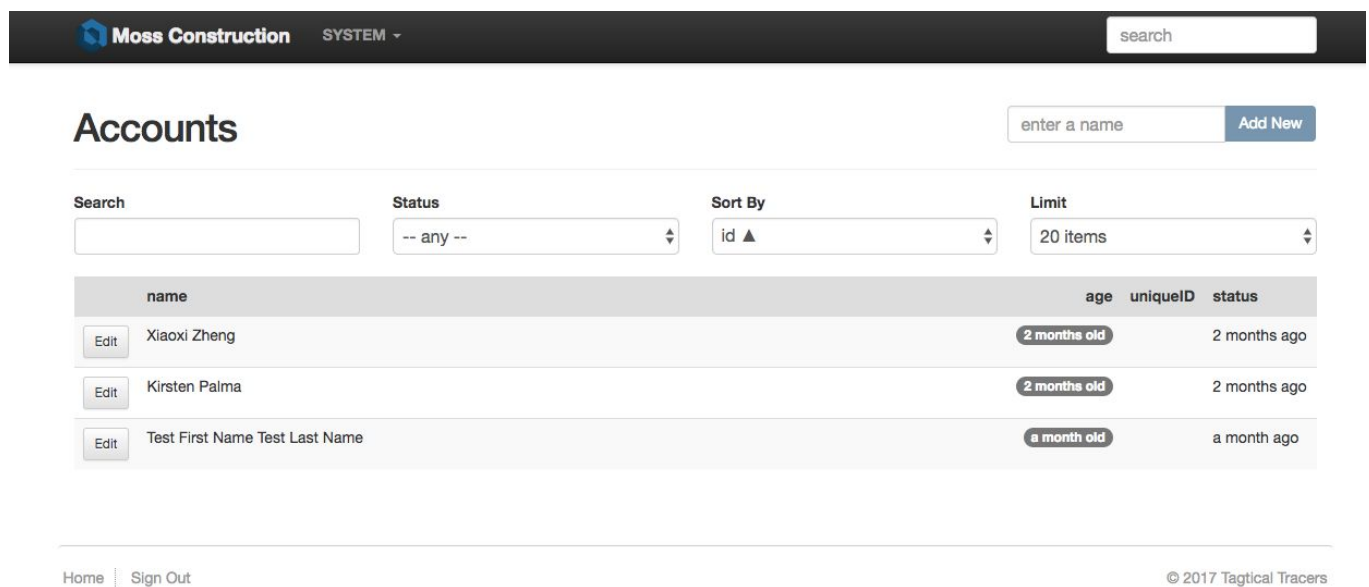 Moss Construction SYSTEM search
Accounts enter a name Add New
Search Status Sort By Limit
-- any -- id ▲ 20 items
name age uniqueID status
Edit Xiaoxi Zheng 2 months old 2 months ago
Edit Kirsten Palma 2 months old 2 months ago
Edit Test First Name Test Last Name a month old a month ago
Home Sign Out © 2017 Tagtical Tracers